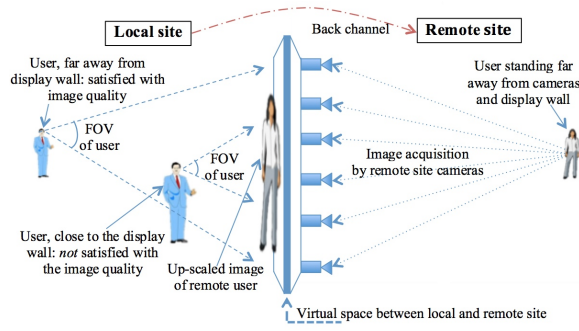 Local site
Back channel
Remote site
User, far away from
display wall: satisfied with
image quality
FOV
of user
FOV
of user
User, close to the display
wall: not satisfied with
the image quality
Up-scaled image
of remote user
User standing far
away from cameras
and display wall
Image acquisition
by remote site cameras
Virtual space between local and remote site